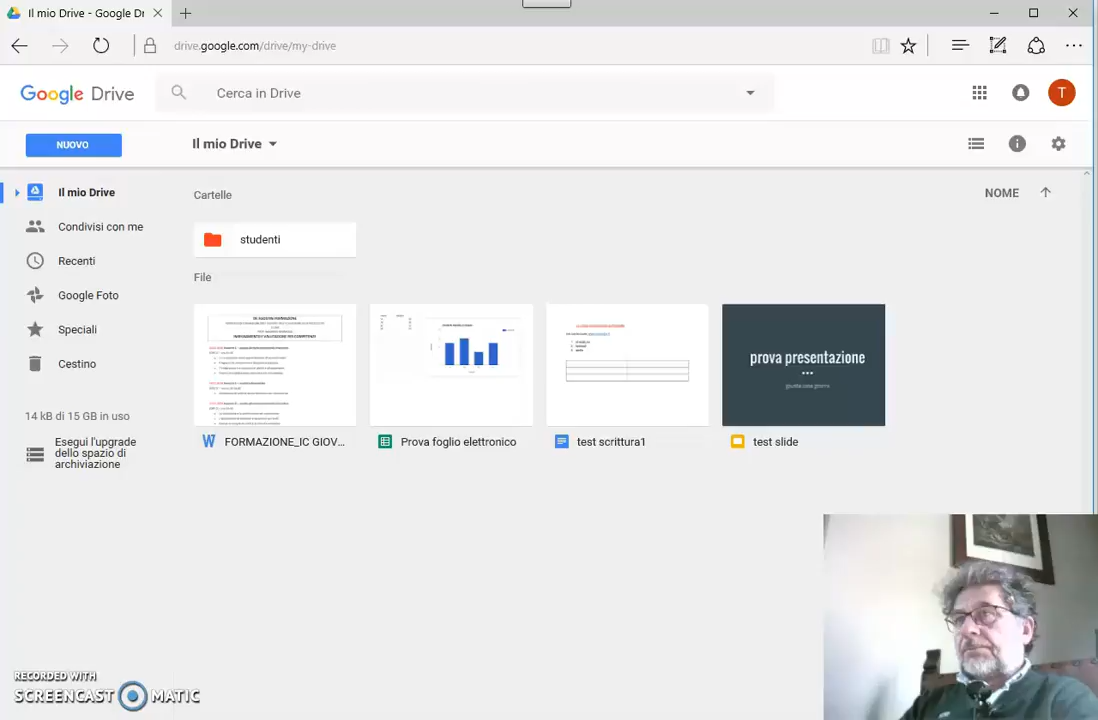 Il mio Drive - Google Dr
drive.google.com/drive/my-drive
Google Drive
Cerca in Drive
T
NUOVO
Il mio Drive
Il mio Drive
Cartelle
NOME
Condivisi con me
studenti
Recenti
File
Google Foto
Speciali
prova presentazione
Cestino
14 kB di 15 GB in uso
FORMAZIONE_IC GIOV...
Prova foglio elettronico
test scrittura1
test slide
Esegui l'upgrade
dello spazio di
archiviazione
RECORDED WITH
SCREENCAST MATIC